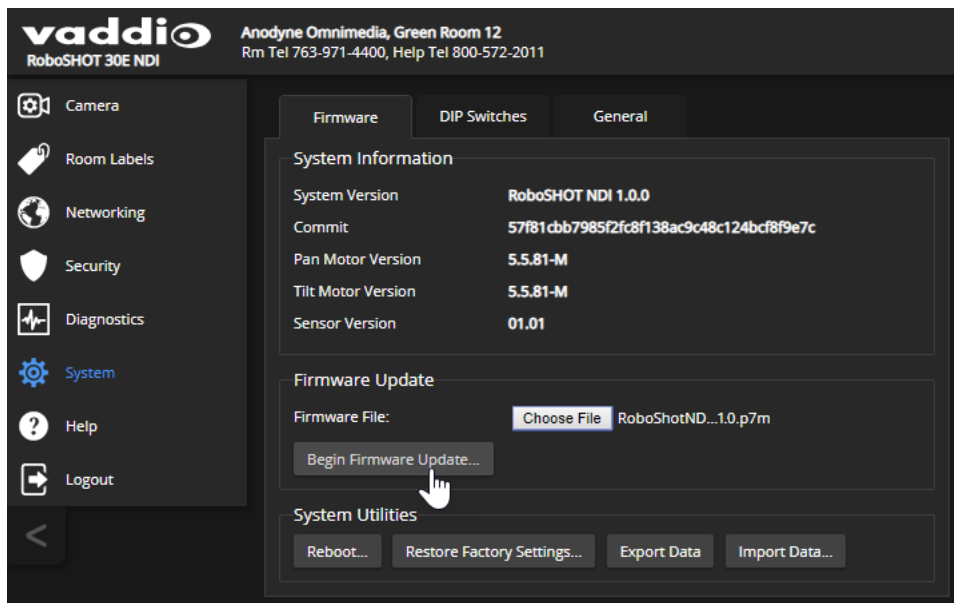 vaddio
RoboSHOT 30E NDI
Anodyne Omnimedia, Green Room 12
Rm Tel 763-971-4400, Help Tel 800-572-2011
Camera
Room Labels
Networking
Security
Diagnostics
System
Help
Logout
<
Firmware DIP Switches General
System Information
System Version RoboSHOT NDI 1.0.0
Commit 57f81cbb7985f2fc8f138ac9c48c124bcf8f9e7c
Pan Motor Version 5.5.81-M
Tilt Motor Version 5.5.81-M
Sensor Version 01.01
Firmware Update
Firmware File: Choose File RoboShotND...1.0.p7m
Begin Firmware Update...
System Utilities
Reboot... Restore Factory Settings... Export Data Import Data...